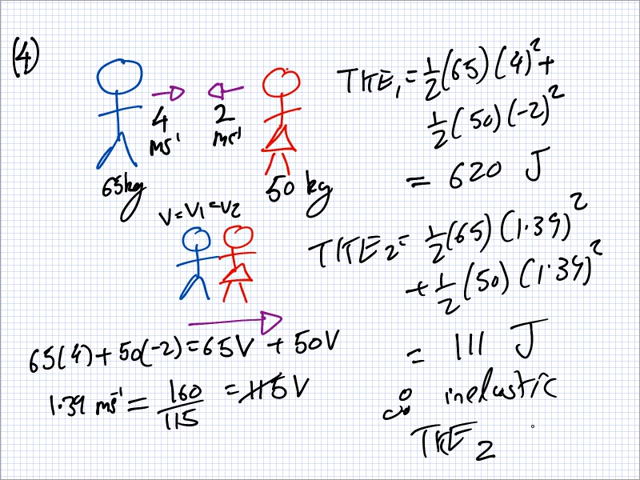 (4)
4 ms⁻¹
2 ms⁻¹
65kg
50 kg
V=V₁=V₂
65(4)+50(-2)=65V + 50V
1.39 ms⁻¹ = 160/115 = 115V
TKE₁=½(65)(4)²+
½(50)(-2)²
= 620 J
TKE₂=½(65)(1.39)²
+½(50)(1.39)²
= 111 J
∴ inelastic
TKE₂